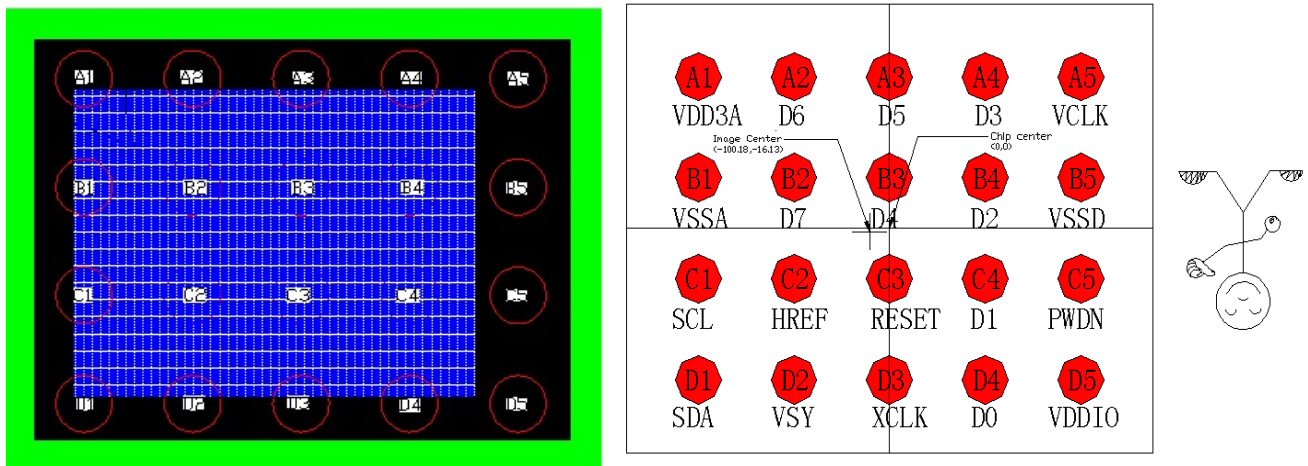 A1 A2 A3 A4 A5
B1 B2 B3 B4 B5
C1 C2 C3 C4 C5
D1 D2 D3 D4 D5
A1 A2 A3 A4 A5
VDD3A D6 D5 D3 VCLK
Image Center
(-100.18,-16.13)
Chip center
(0,0)
B1 B2 B3 B4 B5
VSSA D7 D4 D2 VSSD
C1 C2 C3 C4 C5
SCL HREF RESET D1 PWDN
D1 D2 D3 D4 D5
SDA VSY XCLK D0 VDDIO